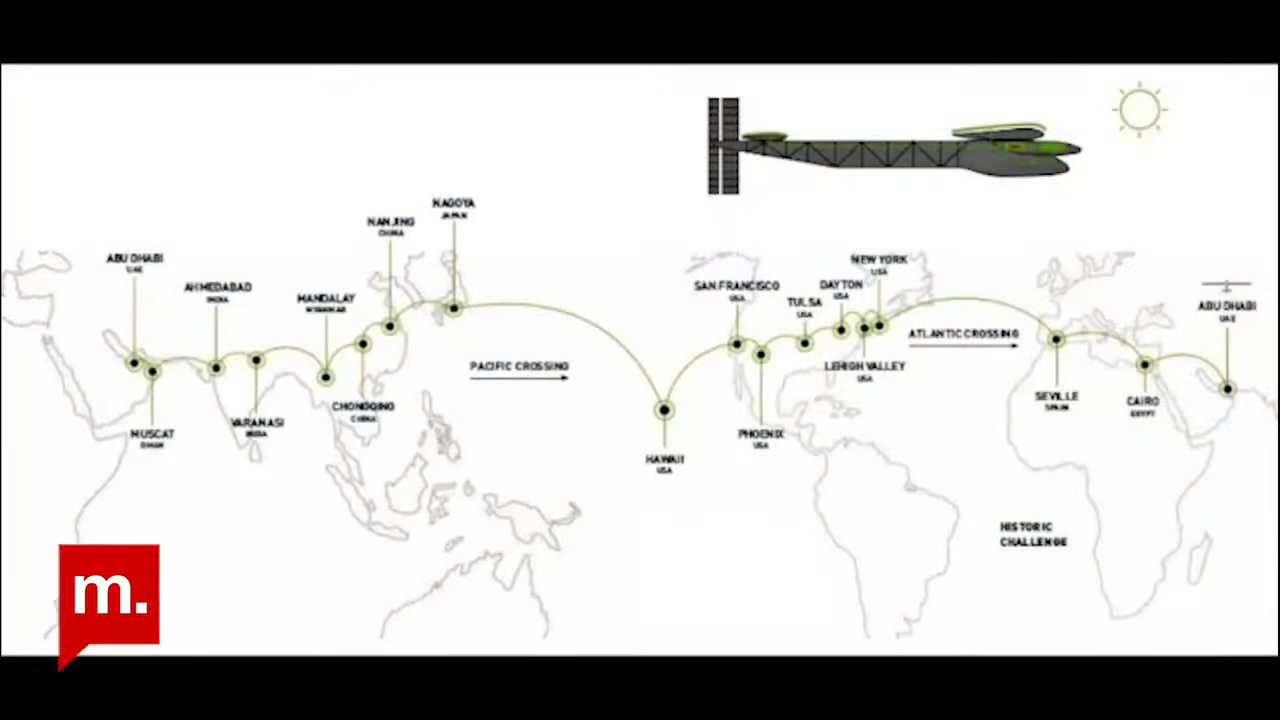 NAGOYA
JAPAN
NANJING
CHINA
ABU DHABI
UAE
AHMEDABAD
INDIA
MANDALAY
MYANMAR
MUSCAT
OMAN
VARANASI
INDIA
CHONGQING
CHINA
PACIFIC CROSSING
HAWAII
USA
SAN FRANCISCO
USA
PHOENIX
USA
TULSA
USA
DAYTON
USA
NEW YORK
USA
LEHIGH VALLEY
USA
ATLANTIC CROSSING
SEVILLE
SPAIN
CAIRO
EGYPT
ABU DHABI
UAE
HISTORIC
CHALLENGE
m.